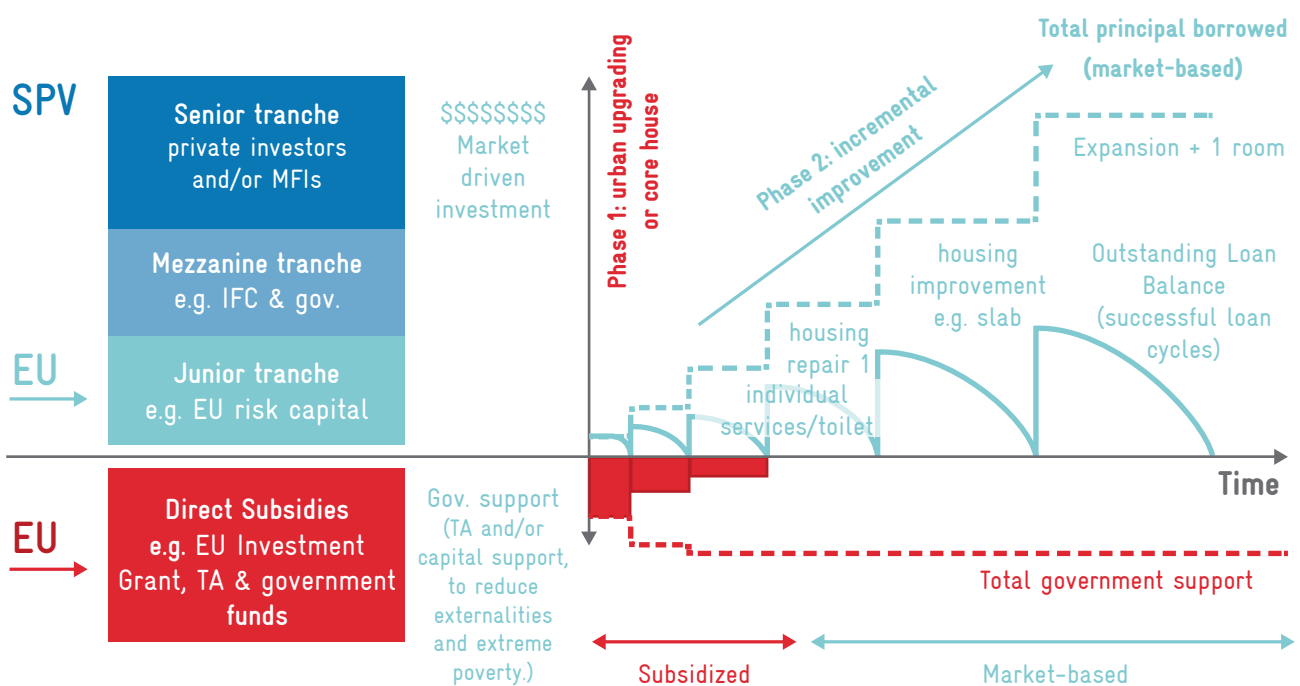 SPV
Senior tranche
private investors
and/or MFIs
Mezzanine tranche
e.g. IFC & gov.
EU
Junior tranche
e.g. EU risk capital
EU
Direct Subsidies
e.g. EU Investment
Grant, TA & government
funds
$$$$$$$$
Market
driven
investment
Gov. support
(TA and/or
capital support,
to reduce
externalities
and extreme
poverty.)
Phase 1: urban upgrading
or core house
Phase 2: incremental
improvement
Total principal borrowed
(market-based)
Expansion + 1 room
housing
improvement
e.g. slab
Outstanding Loan
Balance
(successful loan
cycles)
housing
repair 1
individual
services/toilet
Time
Total government support
Subsidized
Market-based